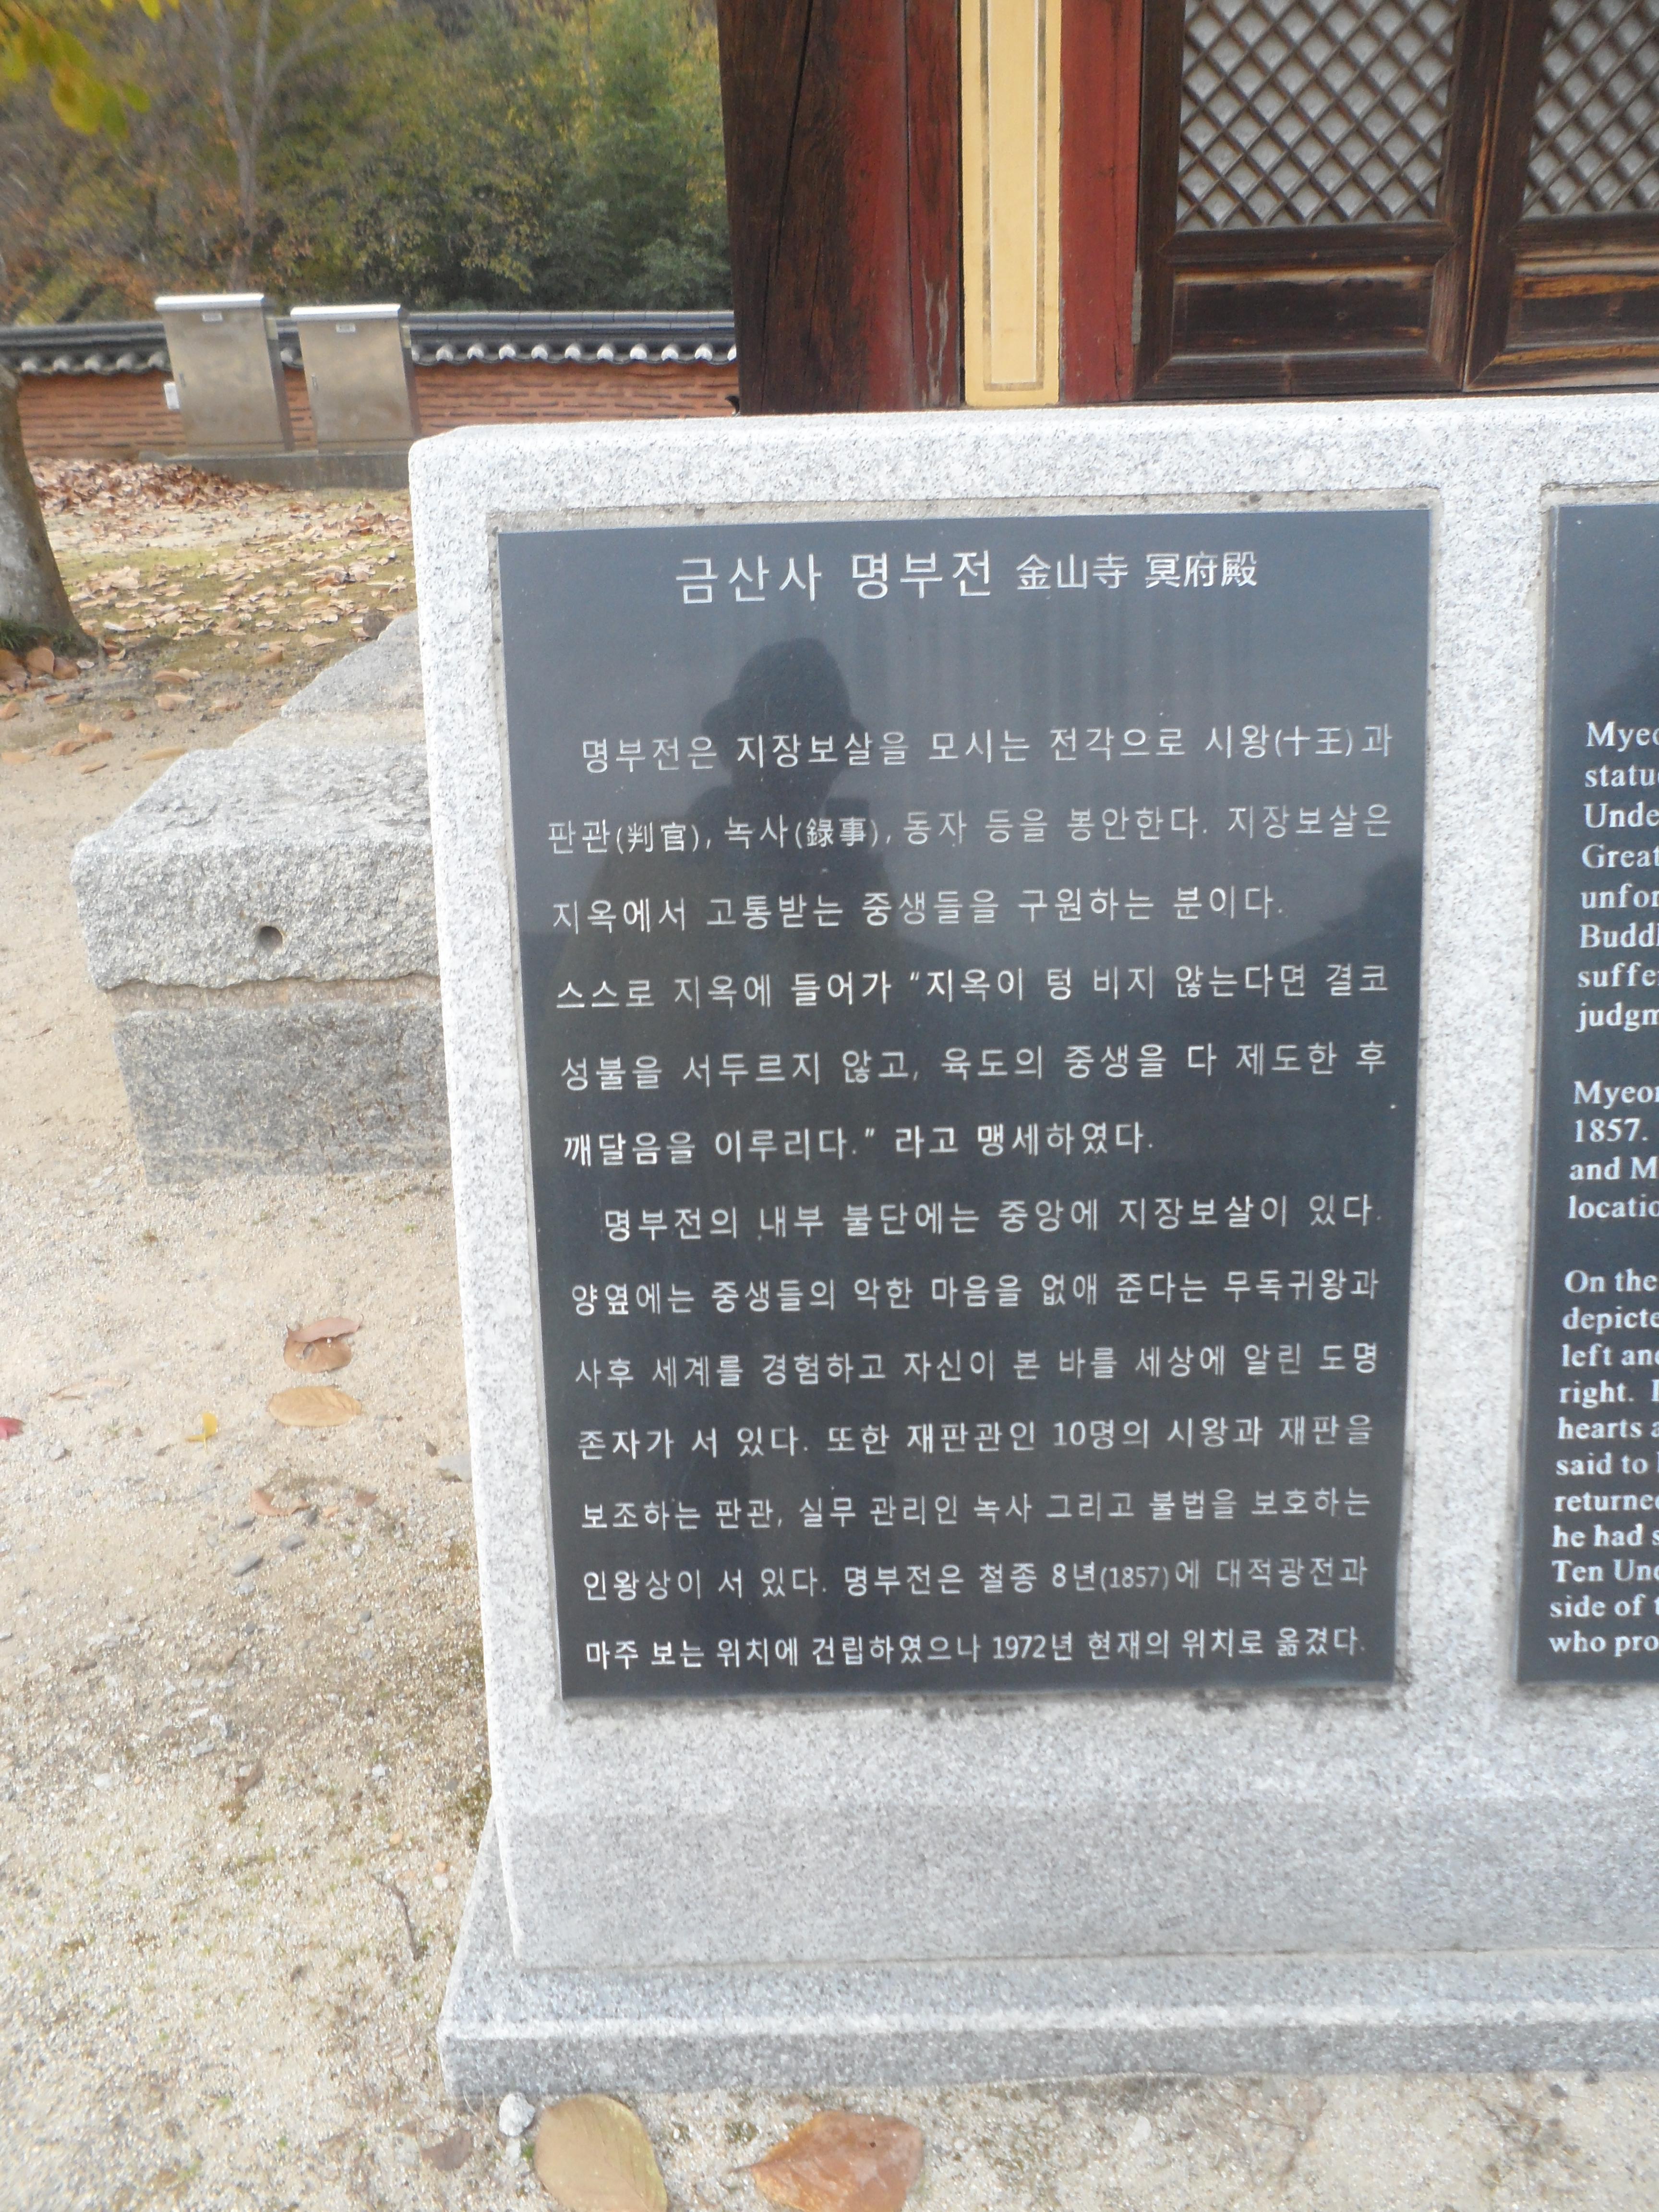 금산사 명부전 金山寺 冥府殿
명부전은 지장보살을 모시는 전각으로 시왕(十王)과
판관(判官), 녹사(錄事), 동자 등을 봉안한다. 지장보살은
지옥에서 고통받는 중생들을 구원하는 분이다.
스스로 지옥에 들어가 “지옥이 텅 비지 않는다면 결코
성불을 서두르지 않고, 육도의 중생을 다 제도한 후
깨달음을 이루리다.” 라고 맹세하였다.
명부전의 내부 불단에는 중앙에 지장보살이 있다.
양옆에는 중생들의 악한 마음을 없애 준다는 무독귀왕과
사후 세계를 경험하고 자신이 본 바를 세상에 알린 도명
존자가 서 있다. 또한 재판관인 10명의 시왕과 재판을
보조하는 판관, 실무 관리인 녹사 그리고 불법을 보호하는
인왕상이 서 있다. 명부전은 철종 8년(1857)에 대적광전과
마주 보는 위치에 건립하였으나 1972년 현재의 위치로 옮겼다.
Myeo
statu
Unde
Great
unfor
Budd
suffe
judgm
Myeo
1857.
and M
locatio
On the
depicte
left and
right.
hearts a
said to
returne
he had s
Ten Und
side of t
who pro